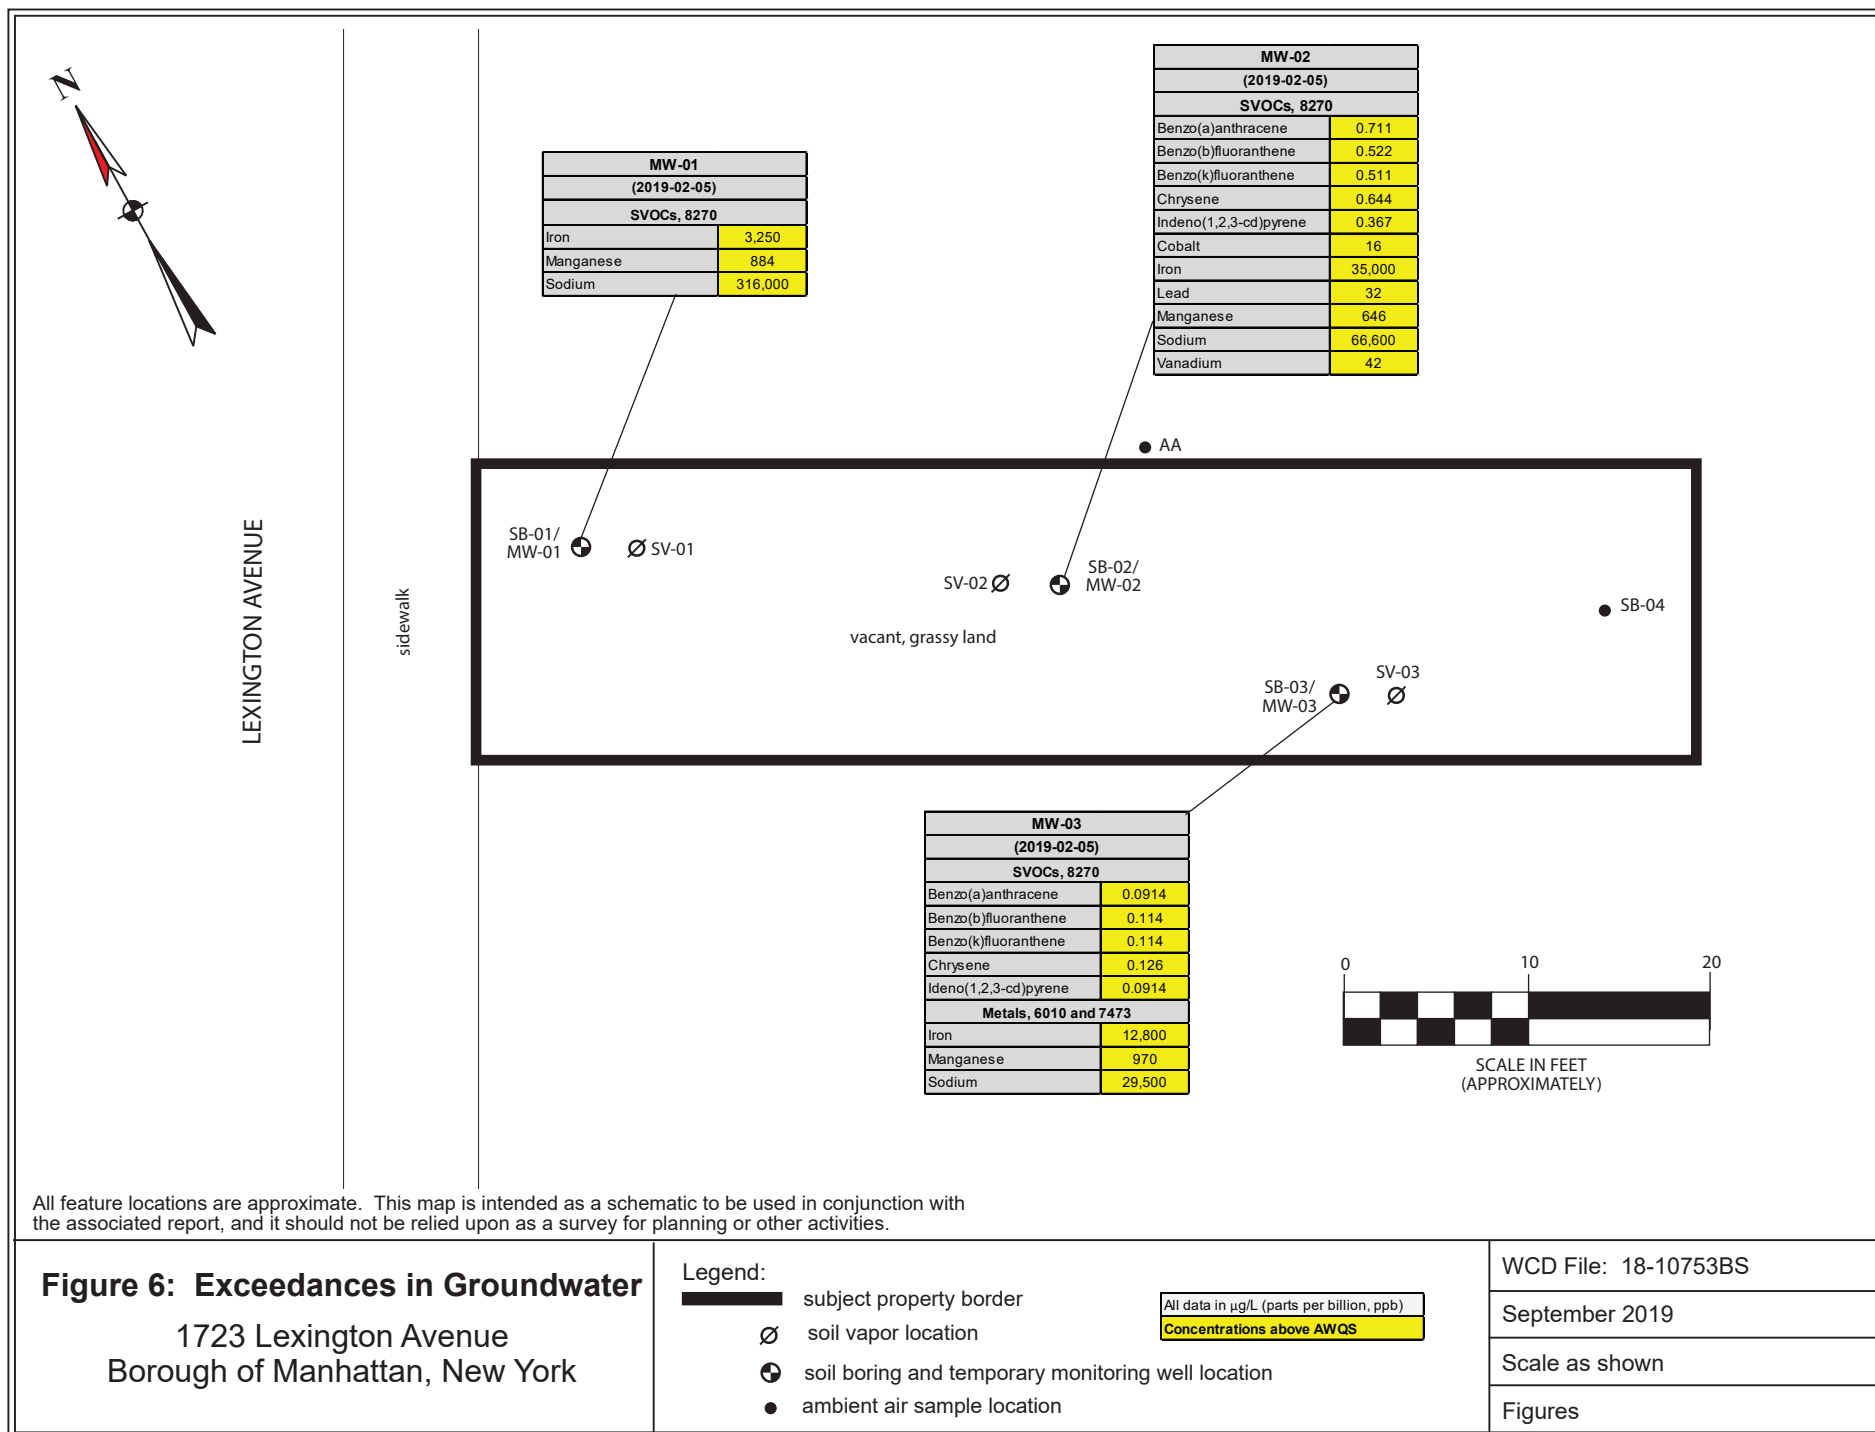 N
MW-01
(2019-02-05)
SVOCs, 8270
Iron 3,250
Manganese 884
Sodium 316,000
MW-02
(2019-02-05)
SVOCs, 8270
Benzo(a)anthracene 0.711
Benzo(b)fluoranthene 0.522
Benzo(k)fluoranthene 0.511
Chrysene 0.644
Indeno(1,2,3-cd)pyrene 0.367
Cobalt 16
Iron 35,000
Lead 32
Manganese 646
Sodium 66,600
Vanadium 42
AA
LEXINGTON AVENUE
sidewalk
SB-01/
MW-01
SV-01
SV-02
SB-02/
MW-02
vacant, grassy land
SB-04
SB-03/
MW-03
SV-03
MW-03
(2019-02-05)
SVOCs, 8270
Benzo(a)anthracene 0.0914
Benzo(b)fluoranthene 0.114
Benzo(k)fluoranthene 0.114
Chrysene 0.126
Ideno(1,2,3-cd)pyrene 0.0914
Metals, 6010 and 7473
Iron 12,800
Manganese 970
Sodium 29,500
0 10 20
SCALE IN FEET
(APPROXIMATELY)
All feature locations are approximate. This map is intended as a schematic to be used in conjunction with
the associated report, and it should not be relied upon as a survey for planning or other activities.
Figure 6: Exceedances in Groundwater
1723 Lexington Avenue
Borough of Manhattan, New York
Legend:
subject property border
soil vapor location
soil boring and temporary monitoring well location
ambient air sample location
All data in µg/L (parts per billion, ppb)
Concentrations above AWQS
WCD File: 18-10753BS
September 2019
Scale as shown
Figures